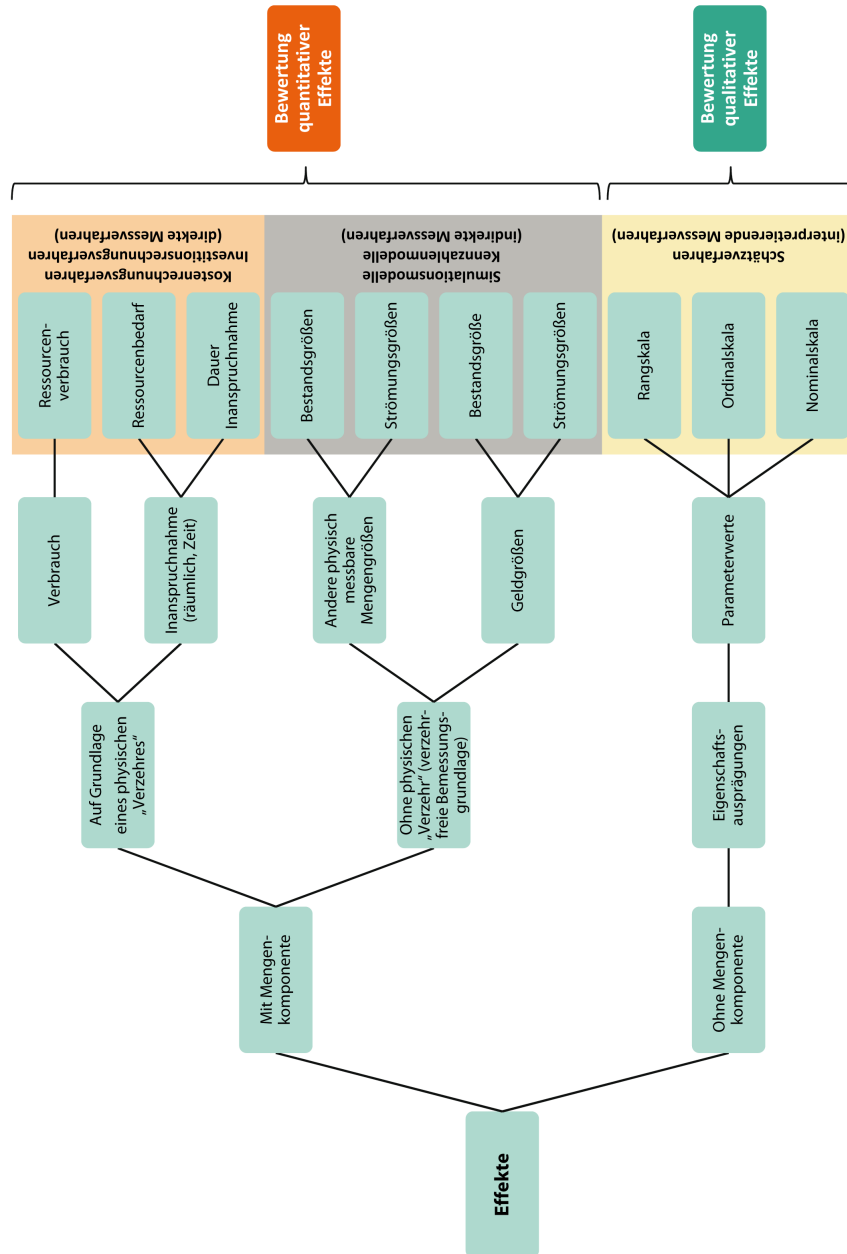 Effekte
Mit Mengen-
komponente
Ohne Mengen-
komponente
Auf Grundlage
eines physischen
„Verzehres“
Ohne physischen
„Verzehr“ (verzehr-
freie Bemessungs-
grundlage)
Eigenschafts-
ausprägungen
Verbrauch
Inanspruchnahme
(räumlich, Zeit)
Andere physisch
messbare
Mengengrößen
Geldgrößen
Parameterwerte
Ressourcen-
verbrauch
Ressourcenbedarf
Dauer
Inanspruchnahme
Bestandsgrößen
Strömungsgrößen
Bestandsgröße
Strömungsgrößen
Rangskala
Ordinalskala
Nominalskala
Kostenrechnungsverfahren
Investitionsrechnungsverfahren
(direkte Messverfahren)
Simulationsmodelle
Kennzahlenmodelle
(indirekte Messverfahren)
Schätzverfahren
(interpretierende Messverfahren)
Bewertung
quantitativer
Effekte
Bewertung
qualitativer
Effekte